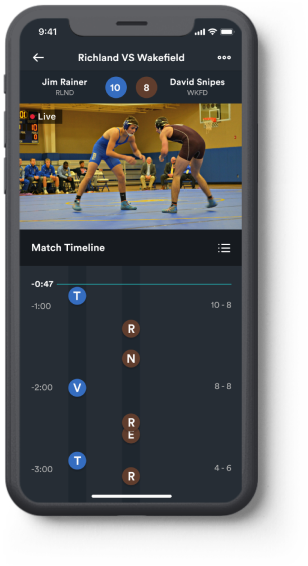 9:41
Richland VS Wakefield
Jim Rainer 10 8 David Snipes
RLND WKFD
Live
Match Timeline
-0:47
T
-1:00 10 - 8
R
N
-2:00 V 8 - 8
R
E
T
-3:00 4 - 6
R